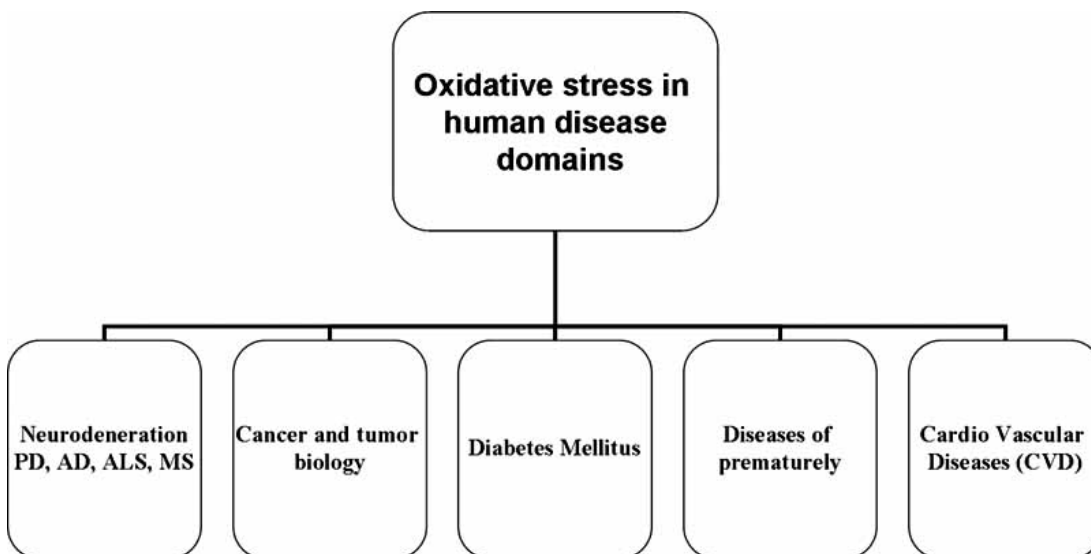 Oxidative stress in
human disease
domains
Neurodeneration
PD, AD, ALS, MS
Cancer and tumor
biology
Diabetes Mellitus
Diseases of
prematurely
Cardio Vascular
Diseases (CVD)